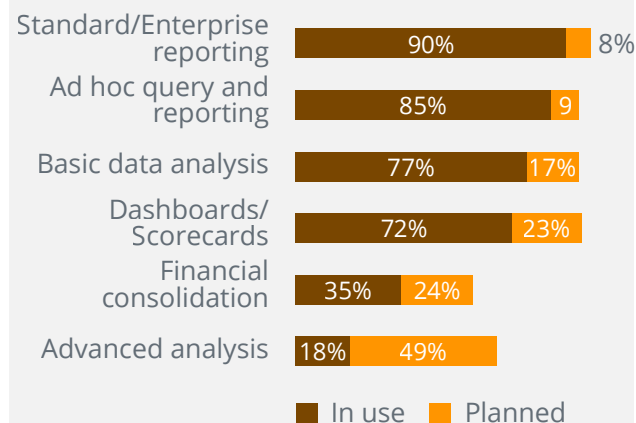 Standard/Enterprise
reporting
90% 8%
Ad hoc query and
reporting
85% 9
Basic data analysis 77% 17%
Dashboards/
Scorecards
72% 23%
Financial
consolidation
35% 24%
Advanced analysis 18% 49%
In use Planned